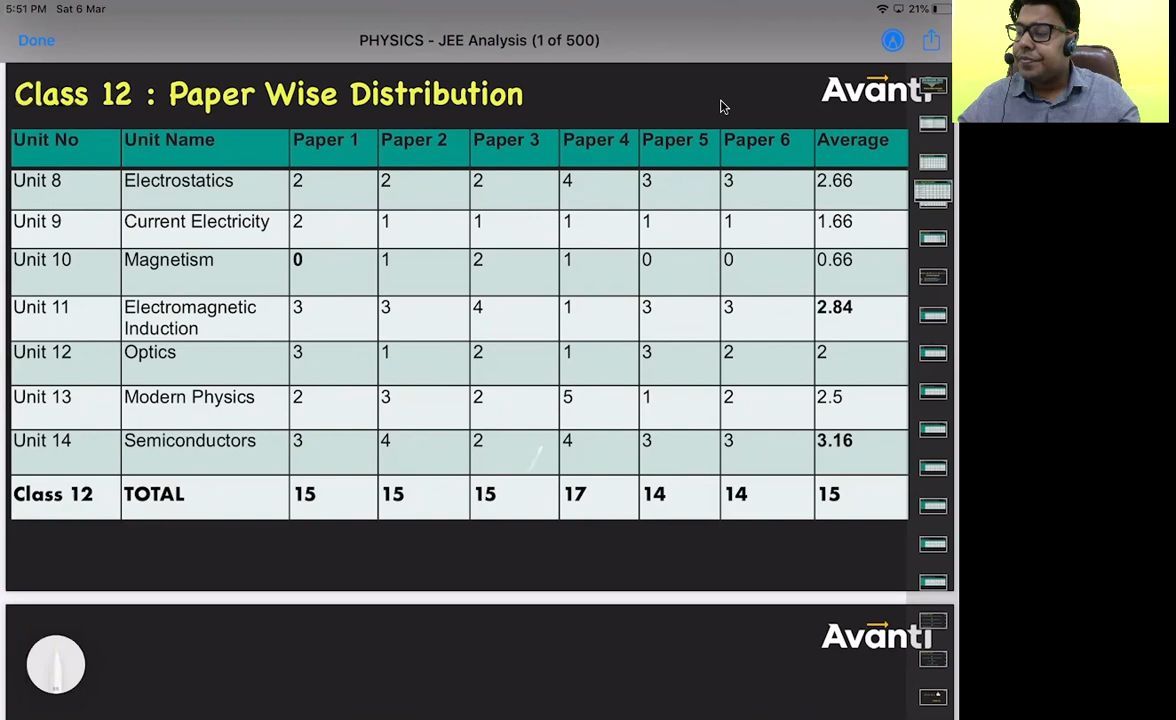 5:51 PM Sat 6 Mar 21%
Done PHYSICS - JEE Analysis (1 of 500)
Class 12 : Paper Wise Distribution Avanti
Unit No Unit Name Paper 1 Paper 2 Paper 3 Paper 4 Paper 5 Paper 6 Average
Unit 8 Electrostatics 2 2 2 4 3 3 2.66
Unit 9 Current Electricity 2 1 1 1 1 1 1.66
Unit 10 Magnetism 0 1 2 1 0 0 0.66
Unit 11 Electromagnetic 3 3 4 1 3 3 2.84
Induction
Unit 12 Optics 3 1 2 1 3 2 2
Unit 13 Modern Physics 2 3 2 5 1 2 2.5
Unit 14 Semiconductors 3 4 2 4 3 3 3.16
Class 12 TOTAL 15 15 15 17 14 14 15
Avanti